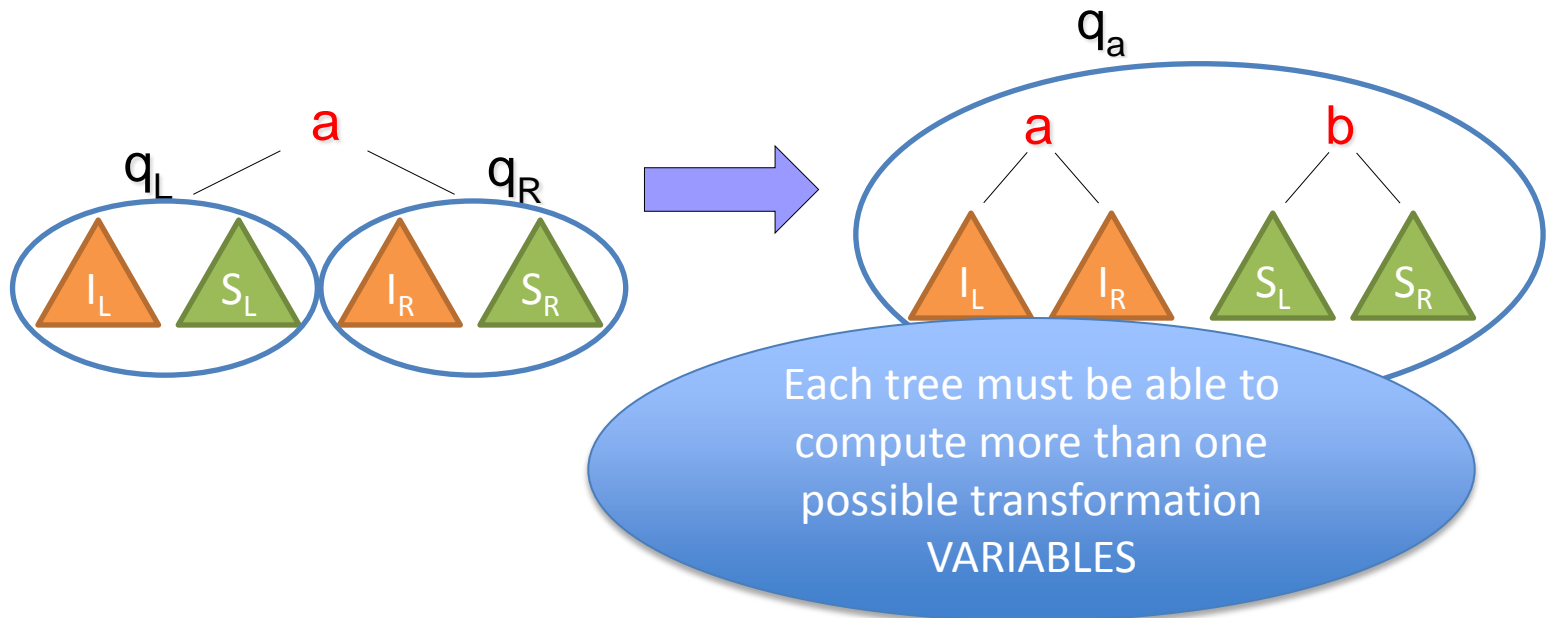 q_a
a
a
b
q_L
q_R
I_L
S_L
I_R
S_R
I_L
I_R
S_L
S_R
Each tree must be able to
compute more than one
possible transformation
VARIABLES